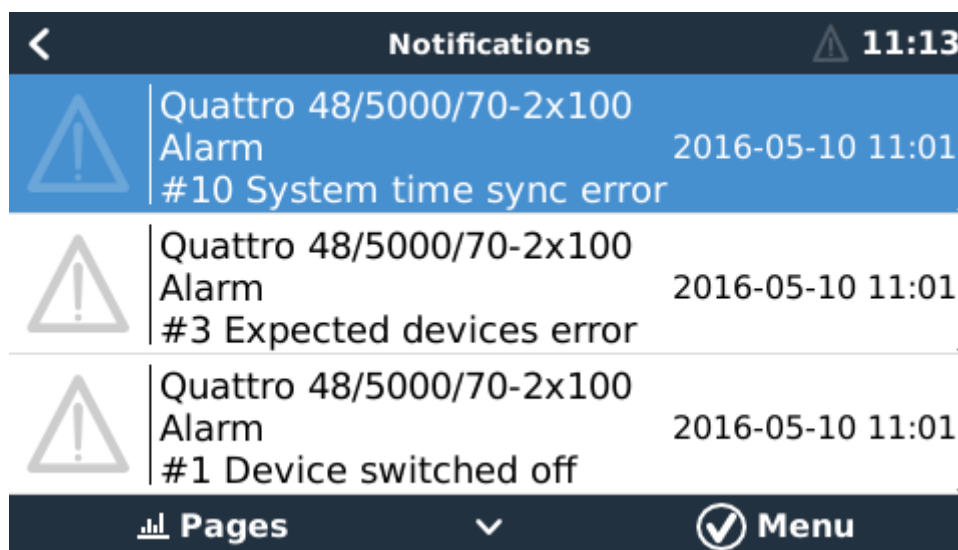 Notifications
11:13
Quattro 48/5000/70-2x100
Alarm
2016-05-10 11:01
#10 System time sync error
Quattro 48/5000/70-2x100
Alarm
2016-05-10 11:01
#3 Expected devices error
Quattro 48/5000/70-2x100
Alarm
2016-05-10 11:01
#1 Device switched off
Pages
Menu